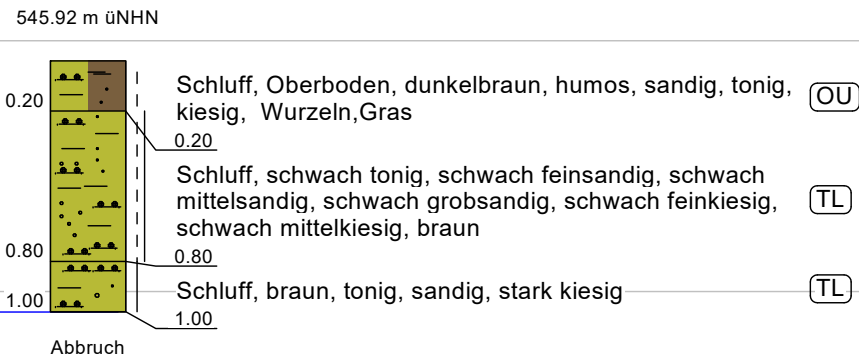 545.92 m üNHN
Schluff, Oberboden, dunkelbraun, humos, sandig, tonig,
kiesig, Wurzeln,Gras
OU
0.20
0.20
Schluff, schwach tonig, schwach feinsandig, schwach
mittelsandig, schwach grobsandig, schwach feinkiesig,
schwach mittelkiesig, braun
TL
0.80
0.80
Schluff, braun, tonig, sandig, stark kiesig
TL
1.00
1.00
Abbruch